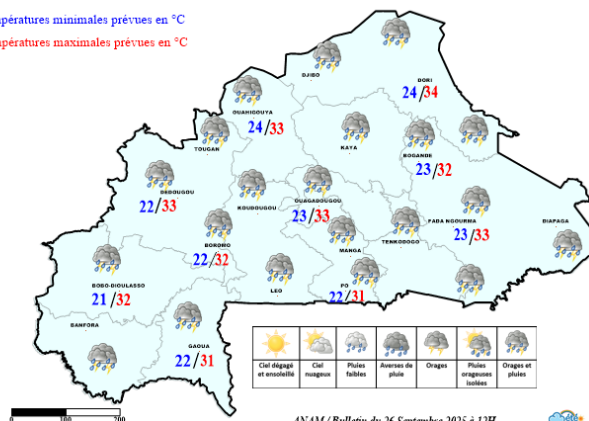 pératures minimales prévues en °C
pératures maximales prévues en °C
DJIBO
DORI
24/34
OUAHIGOUYA
24/33
TOUGAN
KAYA
BOGANDE
23/32
DEDOUGOU
22/33
KOUDOUGOU
OUAGADOUGOU
23/33
FADA NGOURMA
23/33
DIAPAGA
BOROMO
22/32
MANGA
TENKODOGO
BOBO-DIOULASSO
21/32
LEO
PO
22/31
BANFORA
GAOUA
22/31
Ciel dégagé et ensoleillé
Ciel nuageux
Pluies faibles
Averses de pluie
Orages
Pluies orageuses isolées
Orages et pluies
0 100 200
ANAM / Bulletin du 26 Septembre 2025 à 12H
été